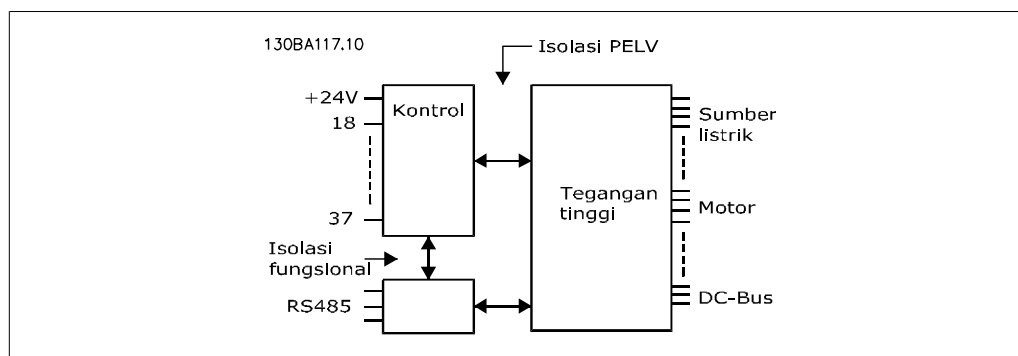 130BA117.10
Isolasi PELV
+24V
Kontrol
18
Sumber
listrik
Tegangan
tinggi
Motor
37
Isolasi
fungsIonal
RS485
DC-Bus